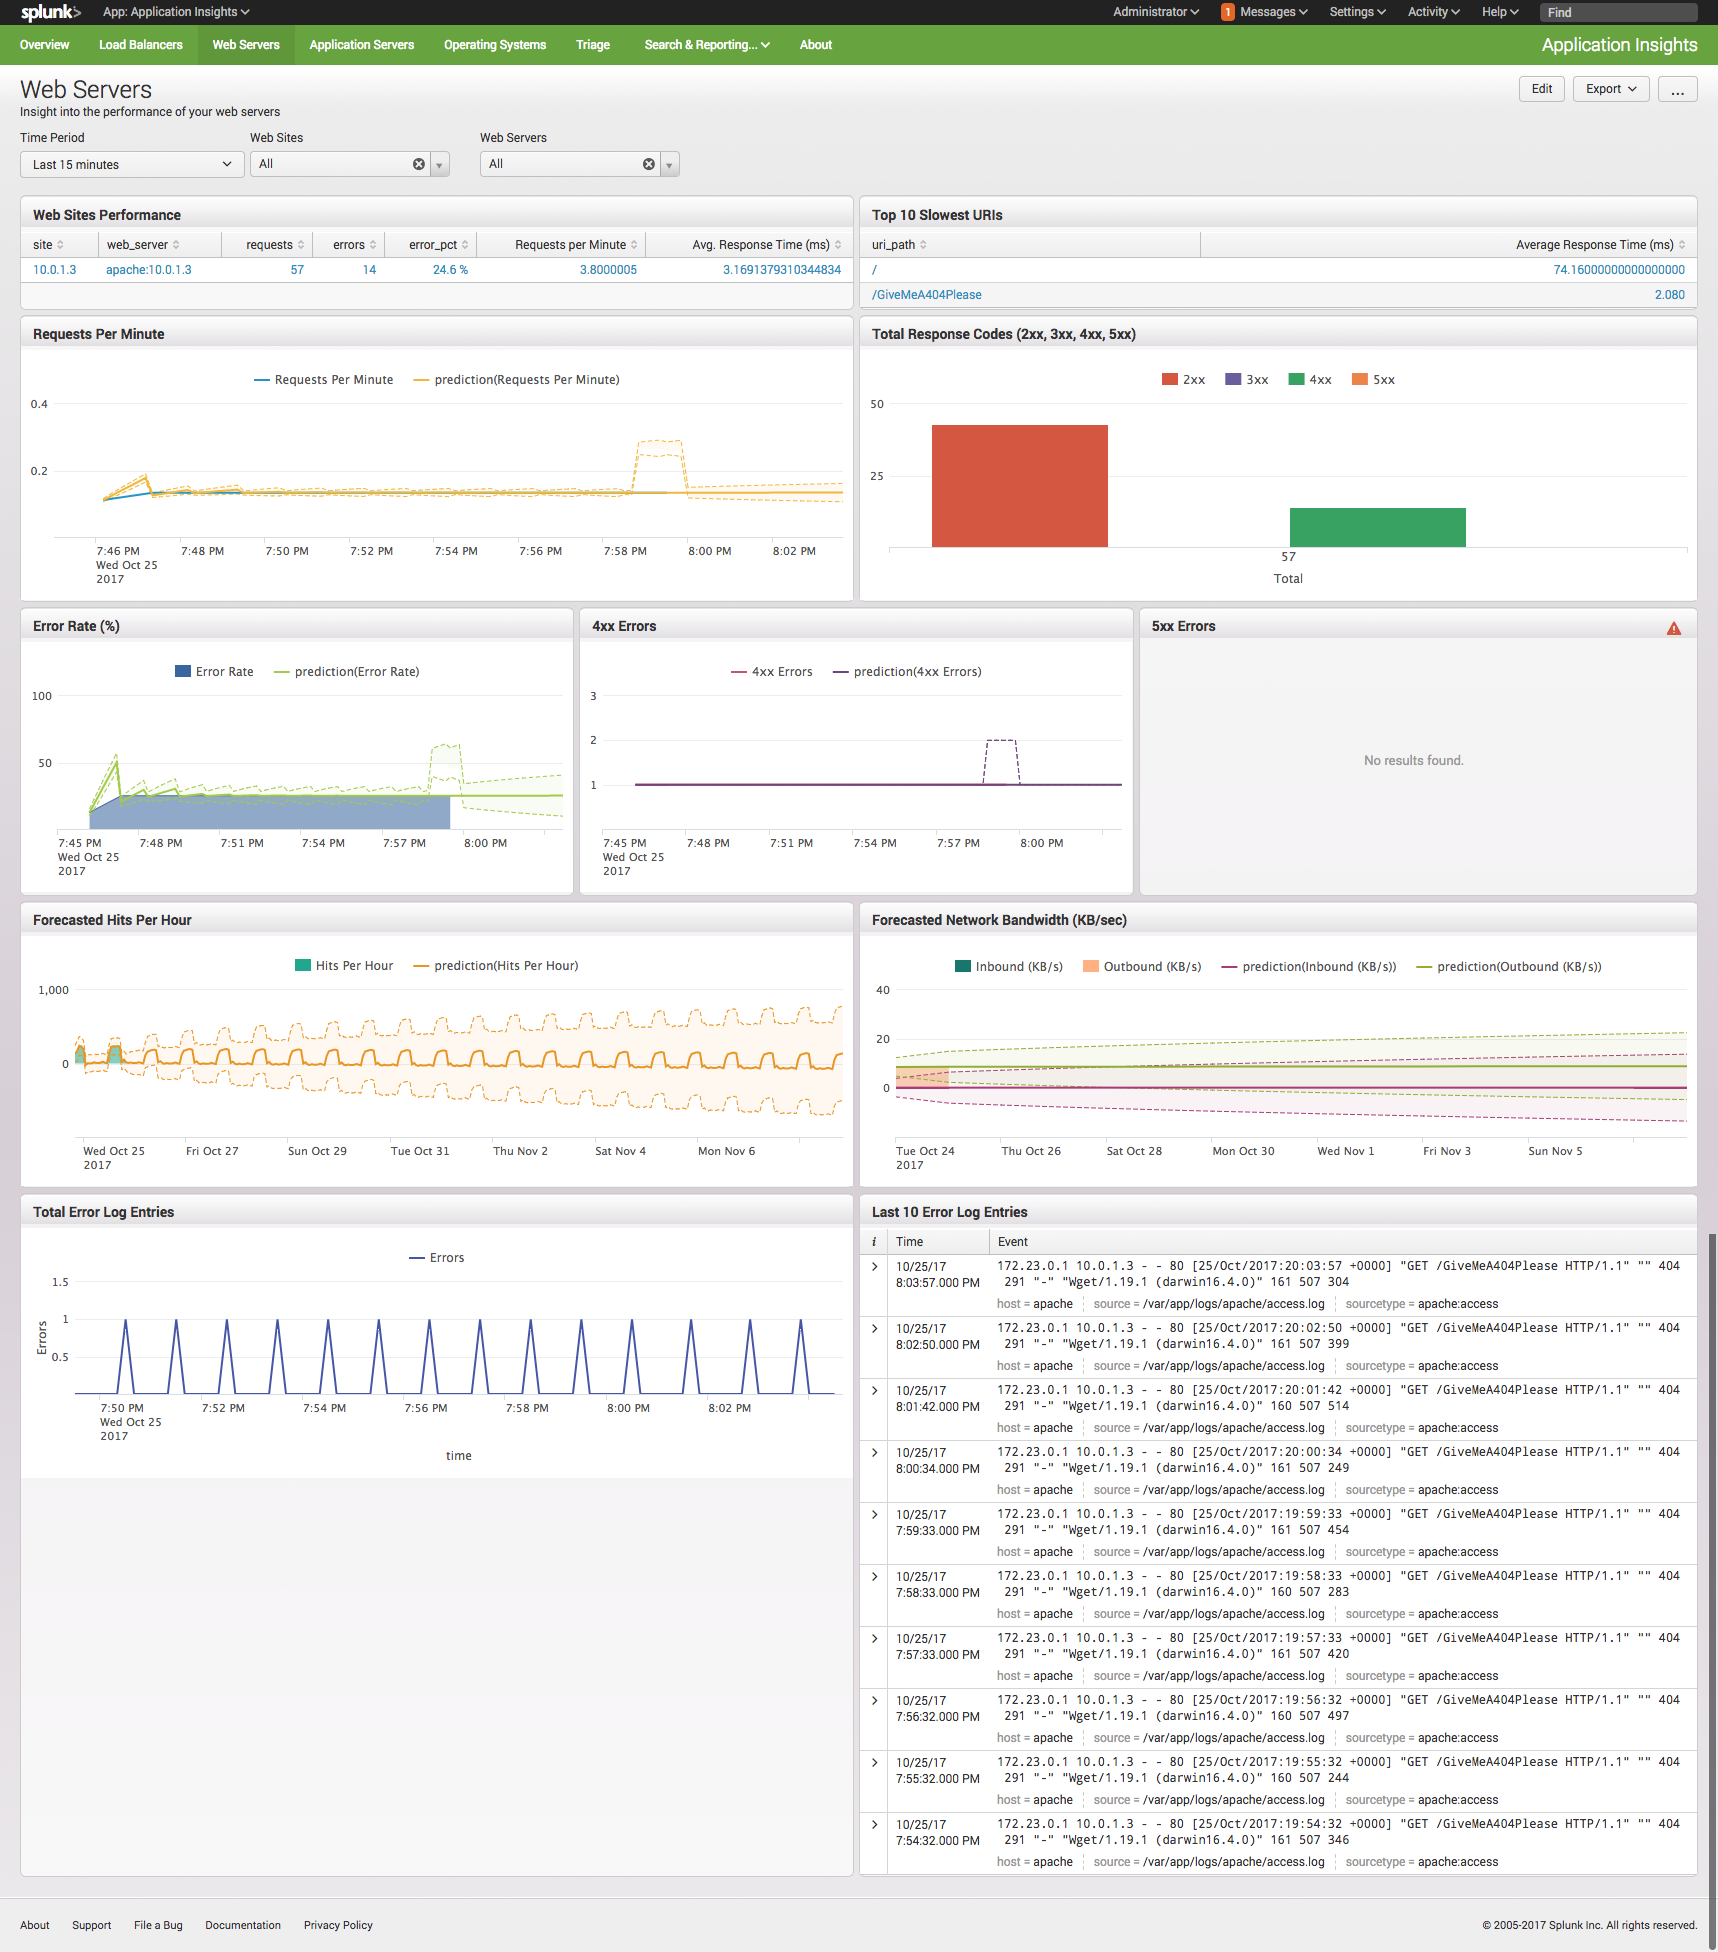 splunk> App: Application Insights Administrator 1 Messages Settings Activity Help Find
Overview Load Balancers Web Servers Application Servers Operating Systems Triage Search & Reporting... About Application Insights
Web Servers Edit Export ...
Insight into the performance of your web servers
Time Period Web Sites Web Servers
Last 15 minutes All All
Web Sites Performance
site web_server requests errors error_pct Requests per Minute Avg. Response Time (ms)
10.0.1.3 apache:10.0.1.3 57 14 24.6 % 3.8000005 3.1691379310344834
Top 10 Slowest URIs
uri_path Average Response Time (ms)
/ 74.16000000000000000
/GiveMeA404Please 2.080
Requests Per Minute
Requests Per Minute prediction(Requests Per Minute)
0.4
0.2
7:46 PM 7:48 PM 7:50 PM 7:52 PM 7:54 PM 7:56 PM 7:58 PM 8:00 PM 8:02 PM
Wed Oct 25
2017
Total Response Codes (2xx, 3xx, 4xx, 5xx)
2xx 3xx 4xx 5xx
50
25
57
Total
Error Rate (%)
Error Rate prediction(Error Rate)
100
50
7:45 PM 7:48 PM 7:51 PM 7:54 PM 7:57 PM 8:00 PM
Wed Oct 25
2017
4xx Errors
4xx Errors prediction(4xx Errors)
3
2
1
7:45 PM 7:48 PM 7:51 PM 7:54 PM 7:57 PM 8:00 PM
Wed Oct 25
2017
5xx Errors
No results found.
Forecasted Hits Per Hour
Hits Per Hour prediction(Hits Per Hour)
1,000
0
Wed Oct 25 Fri Oct 27 Sun Oct 29 Tue Oct 31 Thu Nov 2 Sat Nov 4 Mon Nov 6
2017
Forecasted Network Bandwidth (KB/sec)
Inbound (KB/s) Outbound (KB/s) prediction(Inbound (KB/s)) prediction(Outbound (KB/s))
40
20
0
Tue Oct 24 Thu Oct 26 Sat Oct 28 Mon Oct 30 Wed Nov 1 Fri Nov 3 Sun Nov 5
2017
Total Error Log Entries
Errors
1.5
1
0.5
Errors
7:50 PM 7:52 PM 7:54 PM 7:56 PM 7:58 PM 8:00 PM 8:02 PM
Wed Oct 25
2017
time
Last 10 Error Log Entries
i Time Event
10/25/17 172.23.0.1 10.0.1.3 - - 80 [25/Oct/2017:20:03:57 +0000] "GET /GiveMeA404Please HTTP/1.1" "" 404
8:03:57.000 PM 291 "-" "Wget/1.19.1 (darwin16.4.0)" 161 507 304
host = apache source = /var/app/logs/apache/access.log sourcetype = apache:access
10/25/17 172.23.0.1 10.0.1.3 - - 80 [25/Oct/2017:20:02:50 +0000] "GET /GiveMeA404Please HTTP/1.1" "" 404
8:02:50.000 PM 291 "-" "Wget/1.19.1 (darwin16.4.0)" 161 507 399
host = apache source = /var/app/logs/apache/access.log sourcetype = apache:access
10/25/17 172.23.0.1 10.0.1.3 - - 80 [25/Oct/2017:20:01:42 +0000] "GET /GiveMeA404Please HTTP/1.1" "" 404
8:01:42.000 PM 291 "-" "Wget/1.19.1 (darwin16.4.0)" 160 507 514
host = apache source = /var/app/logs/apache/access.log sourcetype = apache:access
10/25/17 172.23.0.1 10.0.1.3 - - 80 [25/Oct/2017:20:00:34 +0000] "GET /GiveMeA404Please HTTP/1.1" "" 404
8:00:34.000 PM 291 "-" "Wget/1.19.1 (darwin16.4.0)" 161 507 249
host = apache source = /var/app/logs/apache/access.log sourcetype = apache:access
10/25/17 172.23.0.1 10.0.1.3 - - 80 [25/Oct/2017:19:59:33 +0000] "GET /GiveMeA404Please HTTP/1.1" "" 404
7:59:33.000 PM 291 "-" "Wget/1.19.1 (darwin16.4.0)" 161 507 454
host = apache source = /var/app/logs/apache/access.log sourcetype = apache:access
10/25/17 172.23.0.1 10.0.1.3 - - 80 [25/Oct/2017:19:58:33 +0000] "GET /GiveMeA404Please HTTP/1.1" "" 404
7:58:33.000 PM 291 "-" "Wget/1.19.1 (darwin16.4.0)" 160 507 283
host = apache source = /var/app/logs/apache/access.log sourcetype = apache:access
10/25/17 172.23.0.1 10.0.1.3 - - 80 [25/Oct/2017:19:57:33 +0000] "GET /GiveMeA404Please HTTP/1.1" "" 404
7:57:33.000 PM 291 "-" "Wget/1.19.1 (darwin16.4.0)" 161 507 420
host = apache source = /var/app/logs/apache/access.log sourcetype = apache:access
10/25/17 172.23.0.1 10.0.1.3 - - 80 [25/Oct/2017:19:56:32 +0000] "GET /GiveMeA404Please HTTP/1.1" "" 404
7:56:32.000 PM 291 "-" "Wget/1.19.1 (darwin16.4.0)" 160 507 497
host = apache source = /var/app/logs/apache/access.log sourcetype = apache:access
10/25/17 172.23.0.1 10.0.1.3 - - 80 [25/Oct/2017:19:55:32 +0000] "GET /GiveMeA404Please HTTP/1.1" "" 404
7:55:32.000 PM 291 "-" "Wget/1.19.1 (darwin16.4.0)" 160 507 244
host = apache source = /var/app/logs/apache/access.log sourcetype = apache:access
10/25/17 172.23.0.1 10.0.1.3 - - 80 [25/Oct/2017:19:54:32 +0000] "GET /GiveMeA404Please HTTP/1.1" "" 404
7:54:32.000 PM 291 "-" "Wget/1.19.1 (darwin16.4.0)" 161 507 346
host = apache source = /var/app/logs/apache/access.log sourcetype = apache:access
About Support File a Bug Documentation Privacy Policy © 2005-2017 Splunk Inc. All rights reserved.